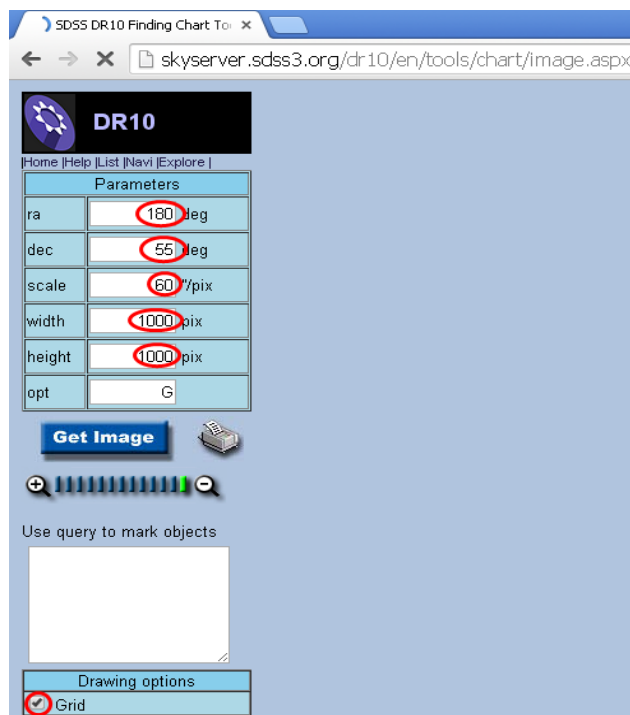 SDSS DR10 Finding Chart To
skyserver.sdss3.org/dr10/en/tools/chart/image.aspx
DR10
|Home |Help |List |Navi |Explore |
Parameters
ra 180 deg
dec 55 deg
scale 60 "/pix
width 1000 pix
height 1000 pix
opt G
Get Image
Use query to mark objects
Drawing options
Grid